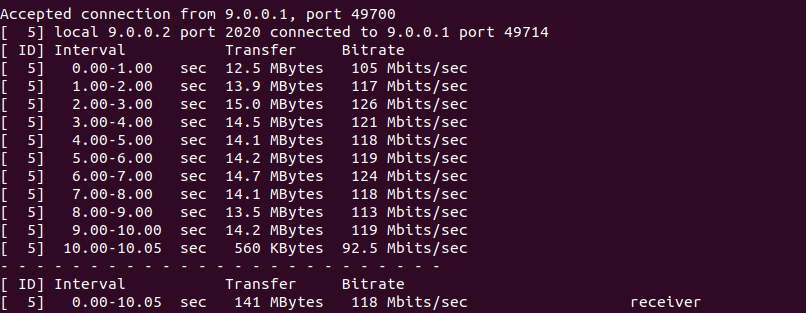 Accepted connection from 9.0.0.1, port 49700
[  5] local 9.0.0.2 port 2020 connected to 9.0.0.1 port 49714
[ ID] Interval           Transfer     Bitrate
[  5]   0.00-1.00   sec  12.5 MBytes   105 Mbits/sec
[  5]   1.00-2.00   sec  13.9 MBytes   117 Mbits/sec
[  5]   2.00-3.00   sec  15.0 MBytes   126 Mbits/sec
[  5]   3.00-4.00   sec  14.5 MBytes   121 Mbits/sec
[  5]   4.00-5.00   sec  14.1 MBytes   118 Mbits/sec
[  5]   5.00-6.00   sec  14.2 MBytes   119 Mbits/sec
[  5]   6.00-7.00   sec  14.7 MBytes   124 Mbits/sec
[  5]   7.00-8.00   sec  14.1 MBytes   118 Mbits/sec
[  5]   8.00-9.00   sec  13.5 MBytes   113 Mbits/sec
[  5]   9.00-10.00  sec  14.2 MBytes   119 Mbits/sec
[  5]  10.00-10.05  sec   560 KBytes  92.5 Mbits/sec
- - - - - - - - - - - - - - - - - - - - - - - - -
[ ID] Interval           Transfer     Bitrate
[  5]   0.00-10.05  sec   141 MBytes   118 Mbits/sec                  receiver